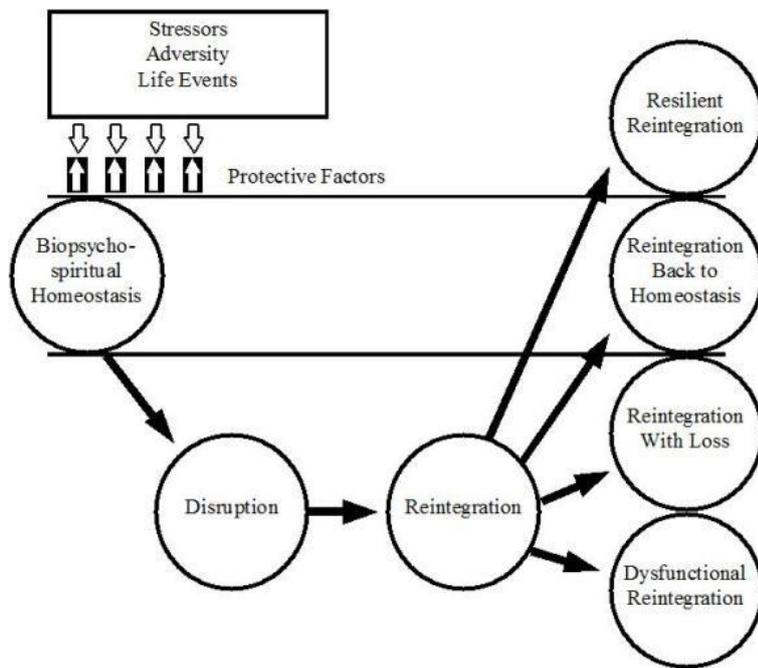 Stressors
Adversity
Life Events
Protective Factors
Biopsycho-
spiritual
Homeostasis
Disruption
Reintegration
Resilient
Reintegration
Reintegration
Back to
Homeostasis
Reintegration
With Loss
Dysfunctional
Reintegration